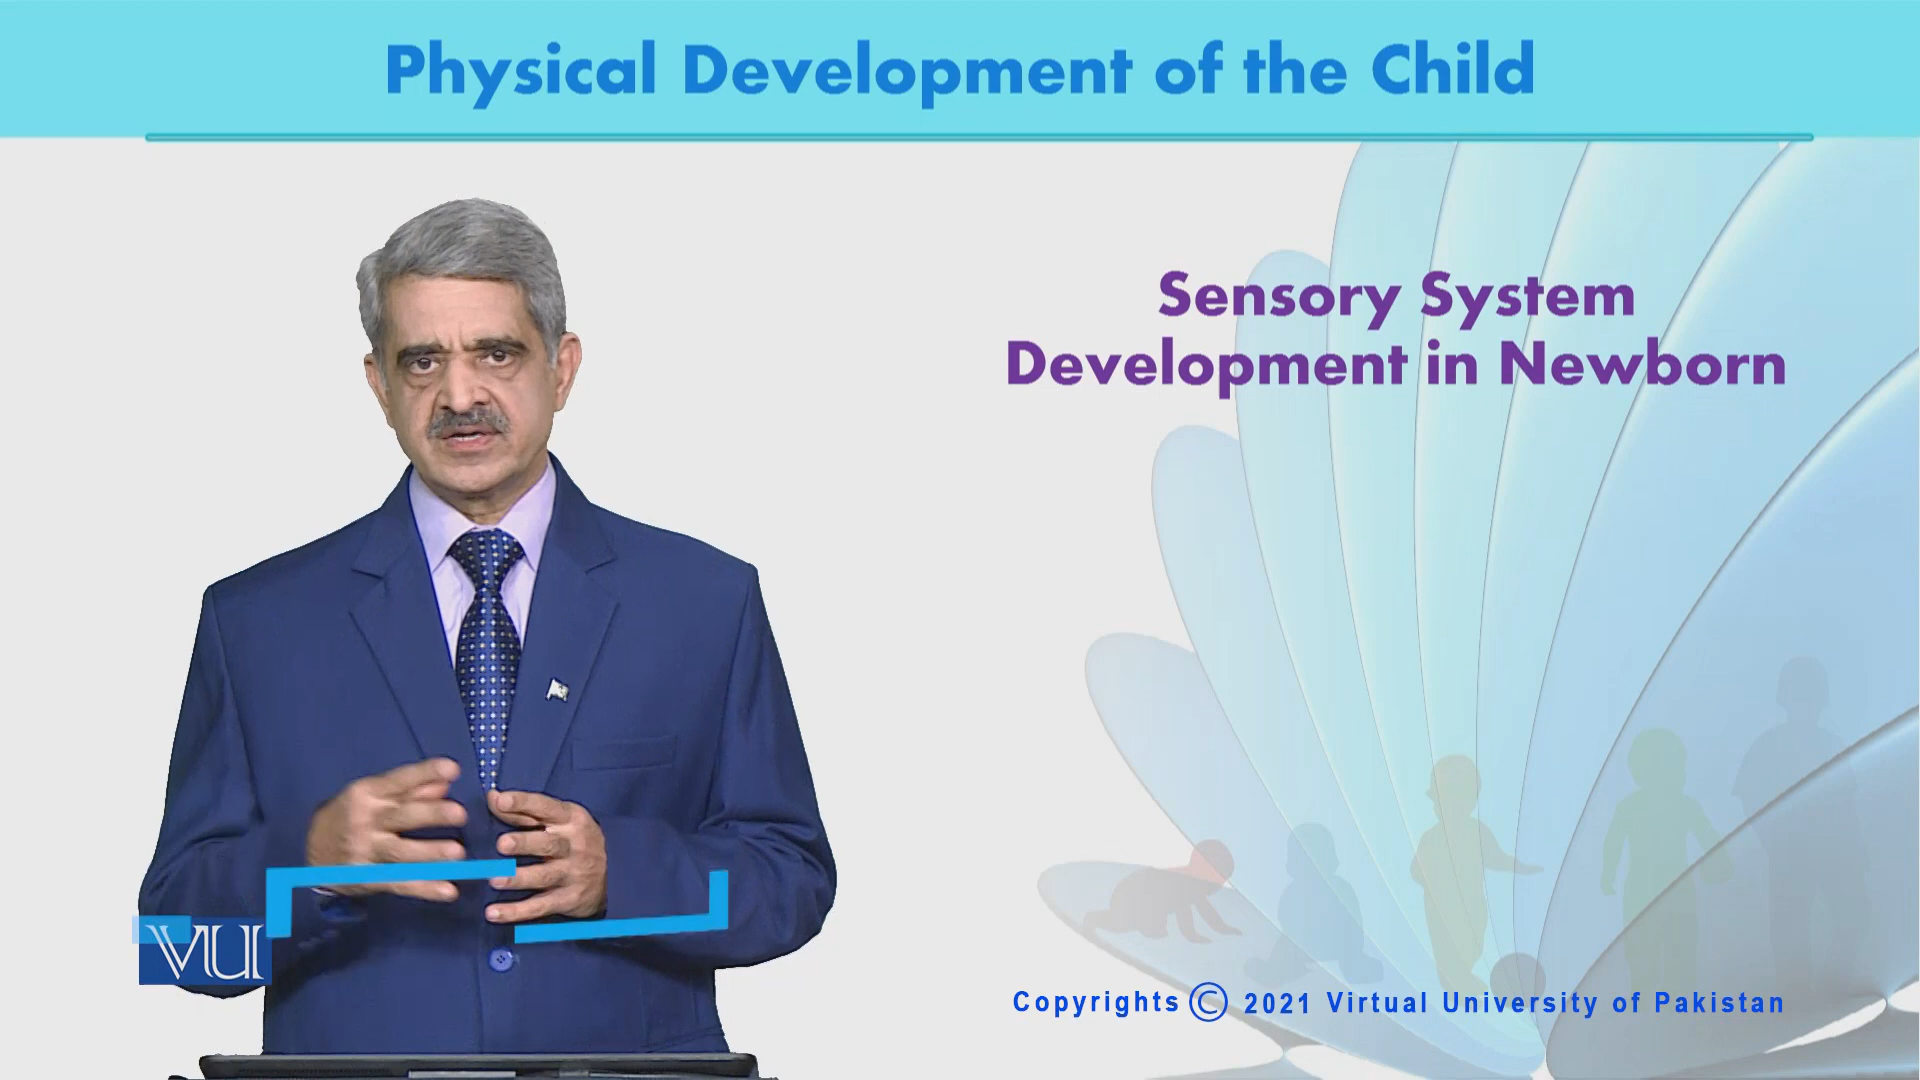 Physical Development of the Child
Sensory System
Development in Newborn
VU
Copyrights © 2021 Virtual University of Pakistan